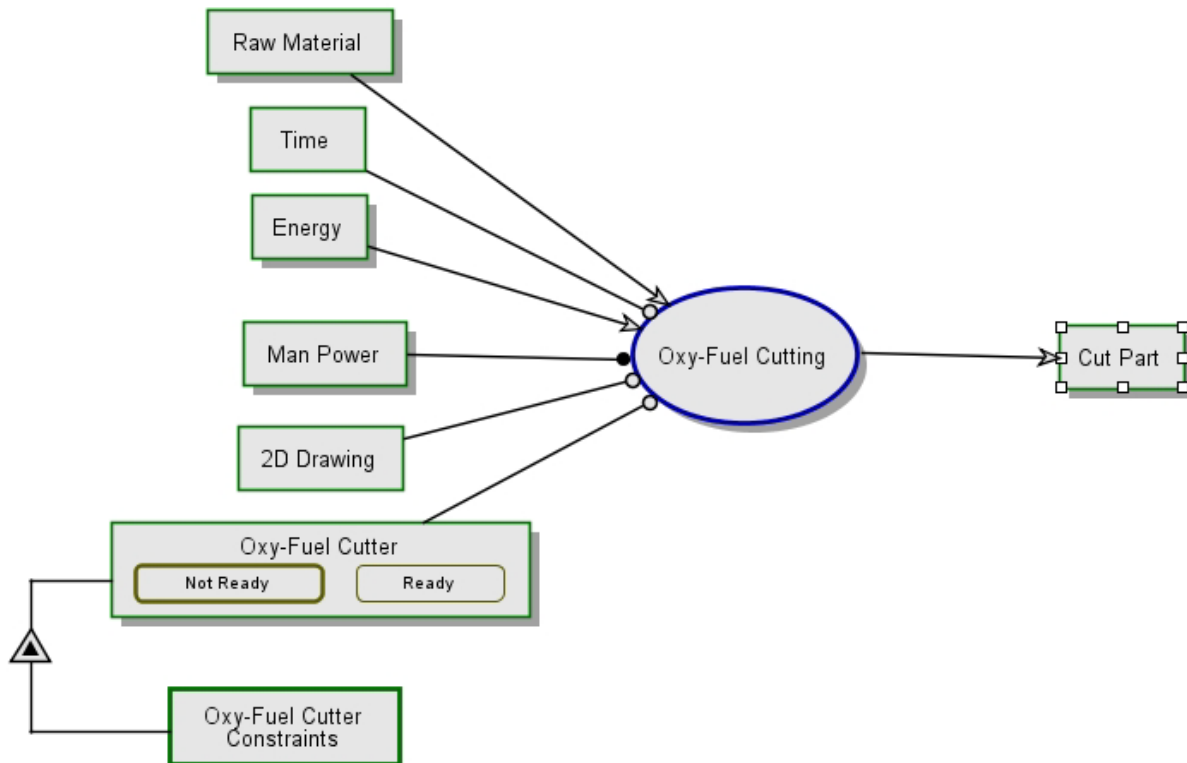 Raw Material
Time
Energy
Man Power
Oxy-Fuel Cutting
Cut Part
2D Drawing
Oxy-Fuel Cutter
Not Ready
Ready
Oxy-Fuel Cutter
Constraints